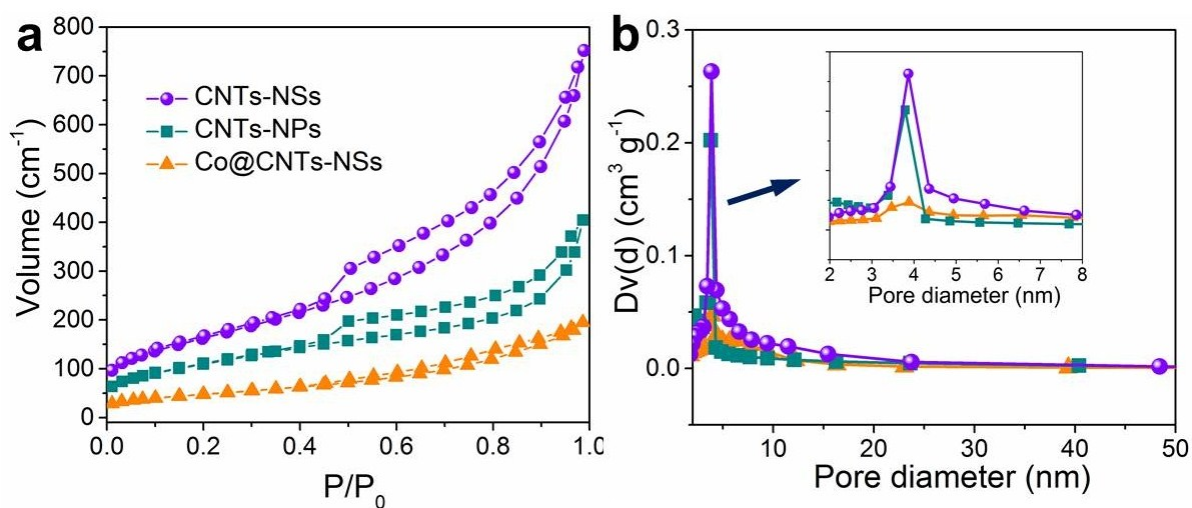 a
800
700
600
500
400
300
200
100
0
Volume (cm⁻¹)
CNTs-NSs
CNTs-NPs
Co@CNTs-NSs
0.0 0.2 0.4 0.6 0.8 1.0
P/P₀
b
0.3
0.2
0.1
0.0
Dv(d) (cm³ g⁻¹)
2 3 4 5 6 7 8
Pore diameter (nm)
10 20 30 40 50
Pore diameter (nm)